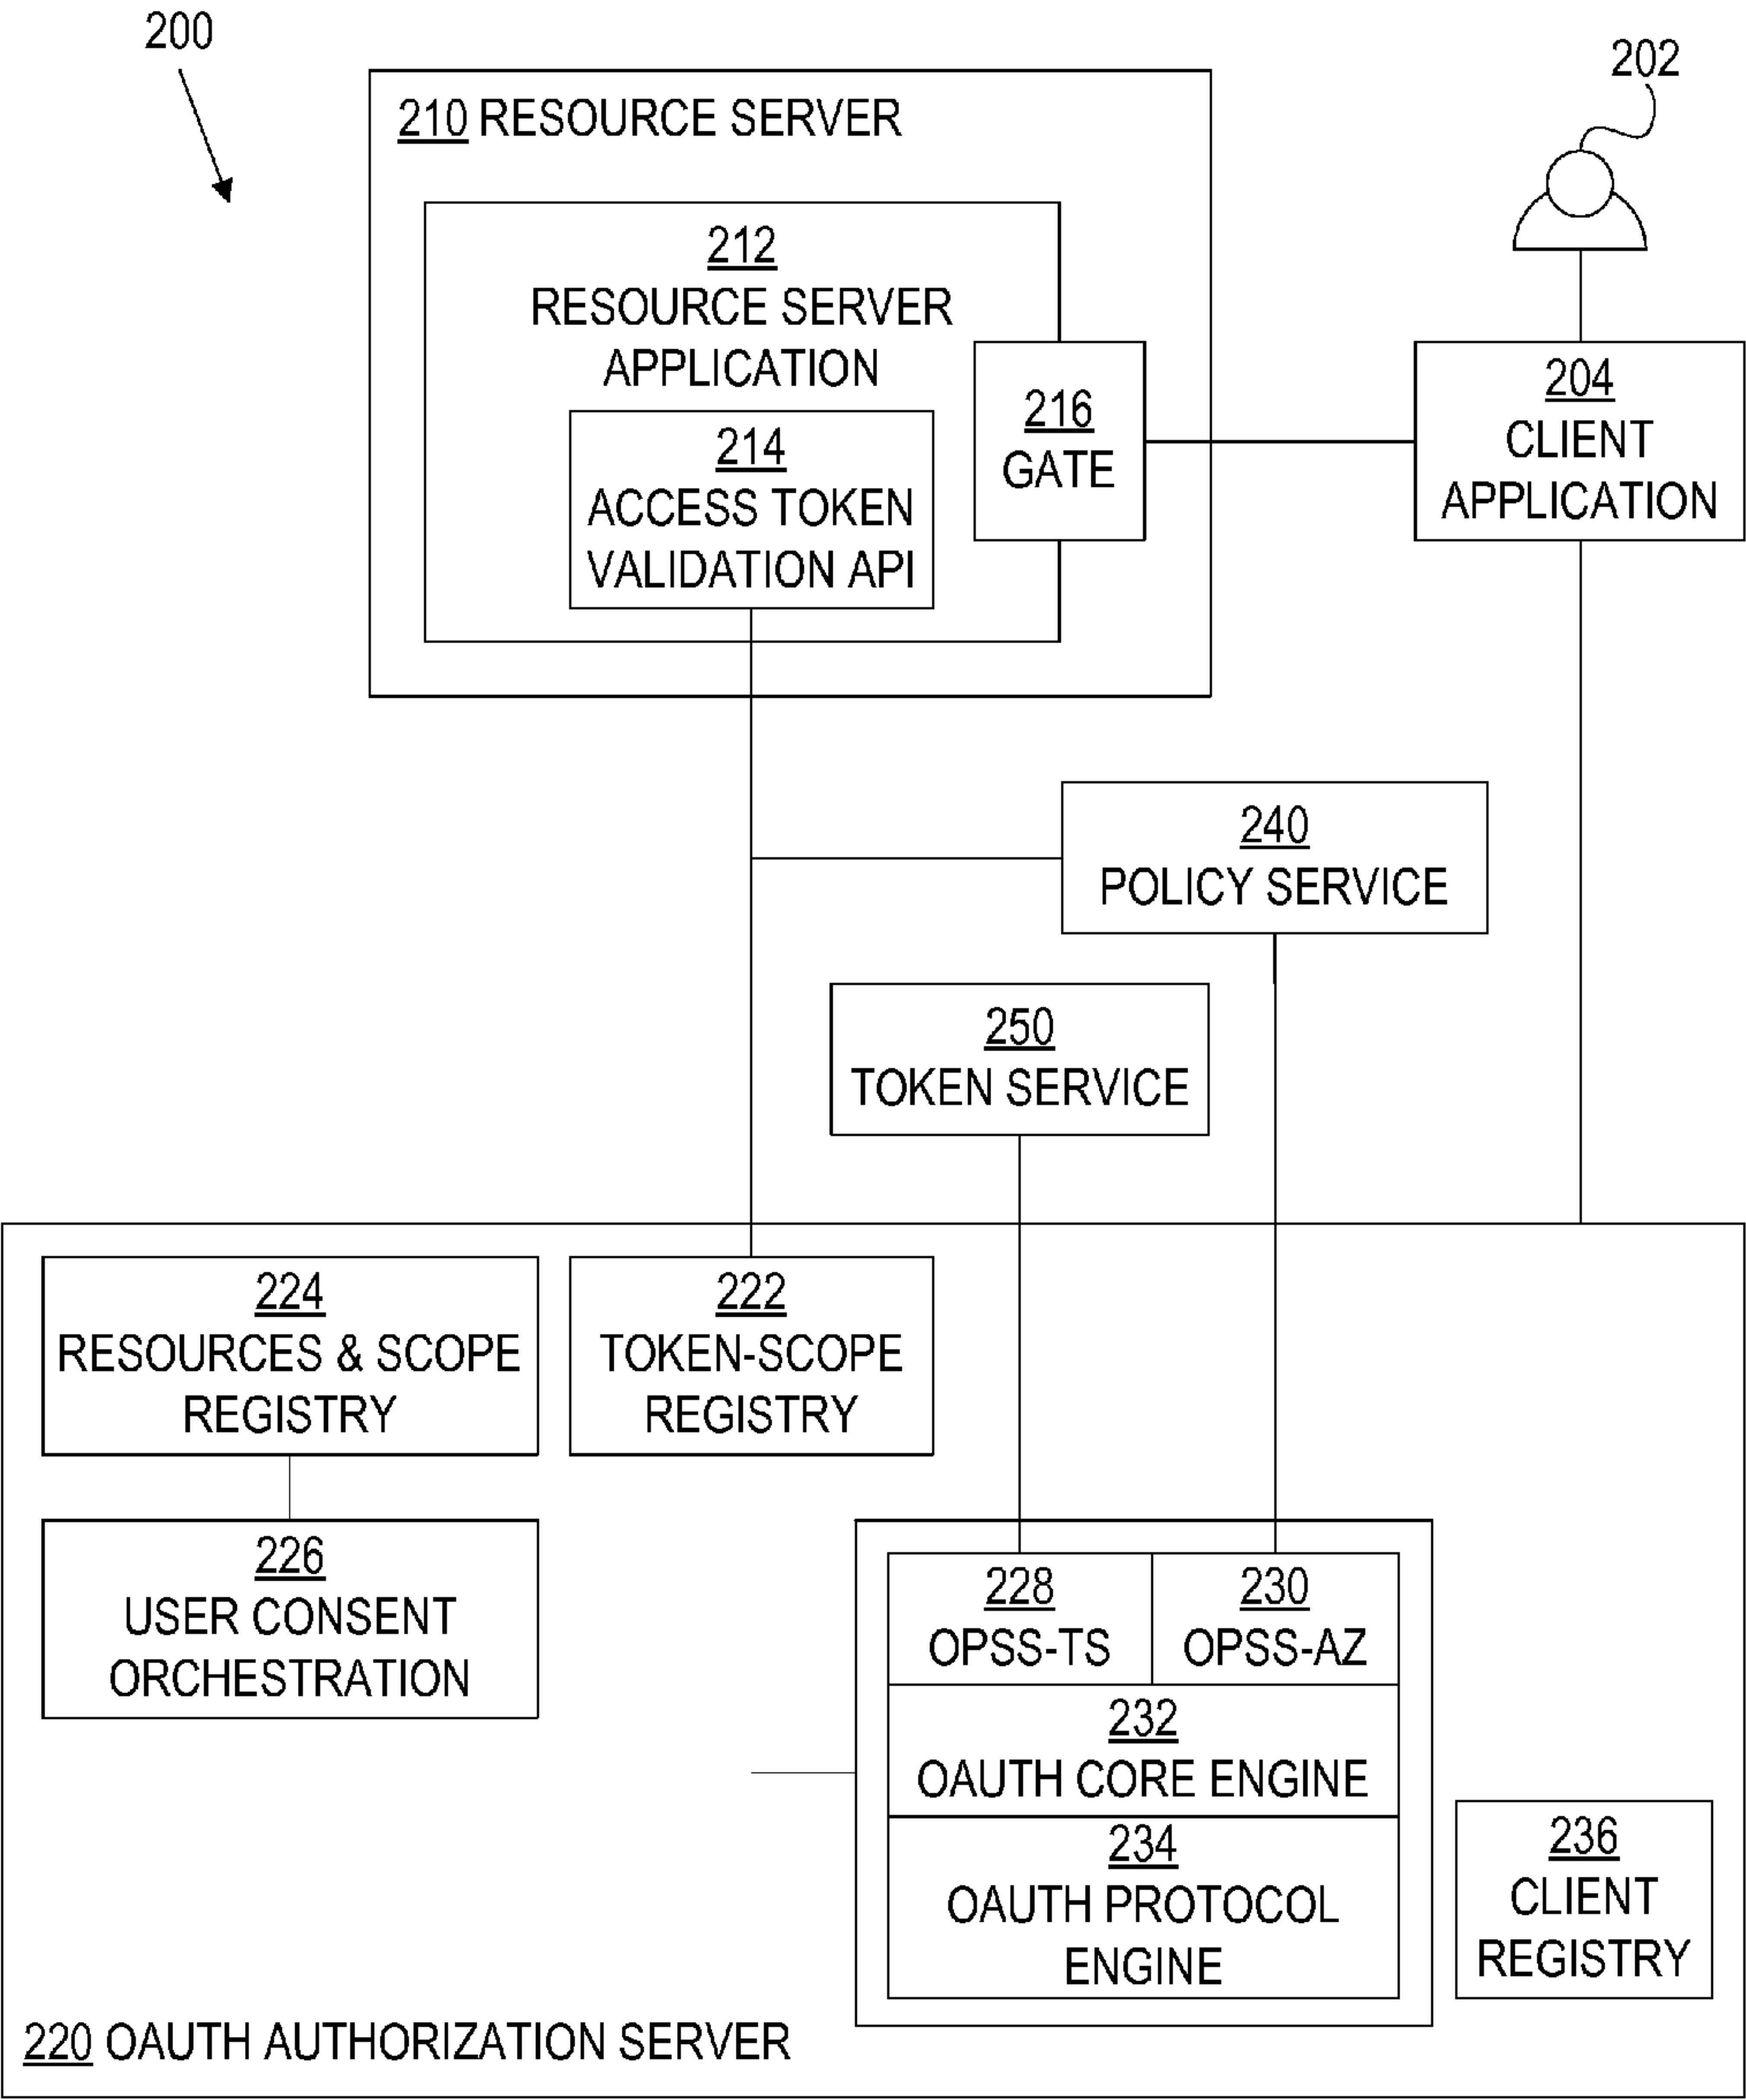 200
202
210 RESOURCE SERVER
212
RESOURCE SERVER
APPLICATION
214
ACCESS TOKEN
VALIDATION API
216
GATE
204
CLIENT
APPLICATION
240
POLICY SERVICE
250
TOKEN SERVICE
224
RESOURCES & SCOPE
REGISTRY
222
TOKEN-SCOPE
REGISTRY
226
USER CONSENT
ORCHESTRATION
228
OPSS-TS
230
OPSS-AZ
232
OAUTH CORE ENGINE
234
OAUTH PROTOCOL
ENGINE
236
CLIENT
REGISTRY
220 OAUTH AUTHORIZATION SERVER